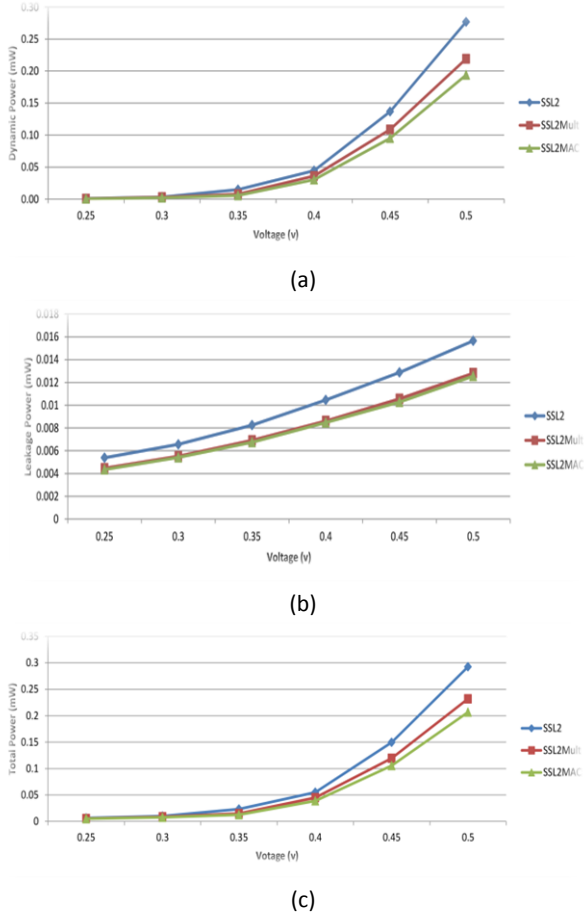 0.30
0.25
0.20
0.15
0.10
0.05
0.00
Dynamic Power (mW)
0.25 0.3 0.35 0.4 0.45 0.5
Voltage (v)
SSL2
SSL2Mult
SSL2MAC
(a)
0.018
0.016
0.014
0.012
0.01
0.008
0.006
0.004
0.002
0
Leakage Power (mW)
0.25 0.3 0.35 0.4 0.45 0.5
Voltage (v)
SSL2
SSL2Mult
SSL2MAC
(b)
0.35
0.3
0.25
0.2
0.15
0.1
0.05
0
Total Power (mW)
0.25 0.3 0.35 0.4 0.45 0.5
Votage (v)
SSL2
SSL2Mult
SSL2MAC
(c)